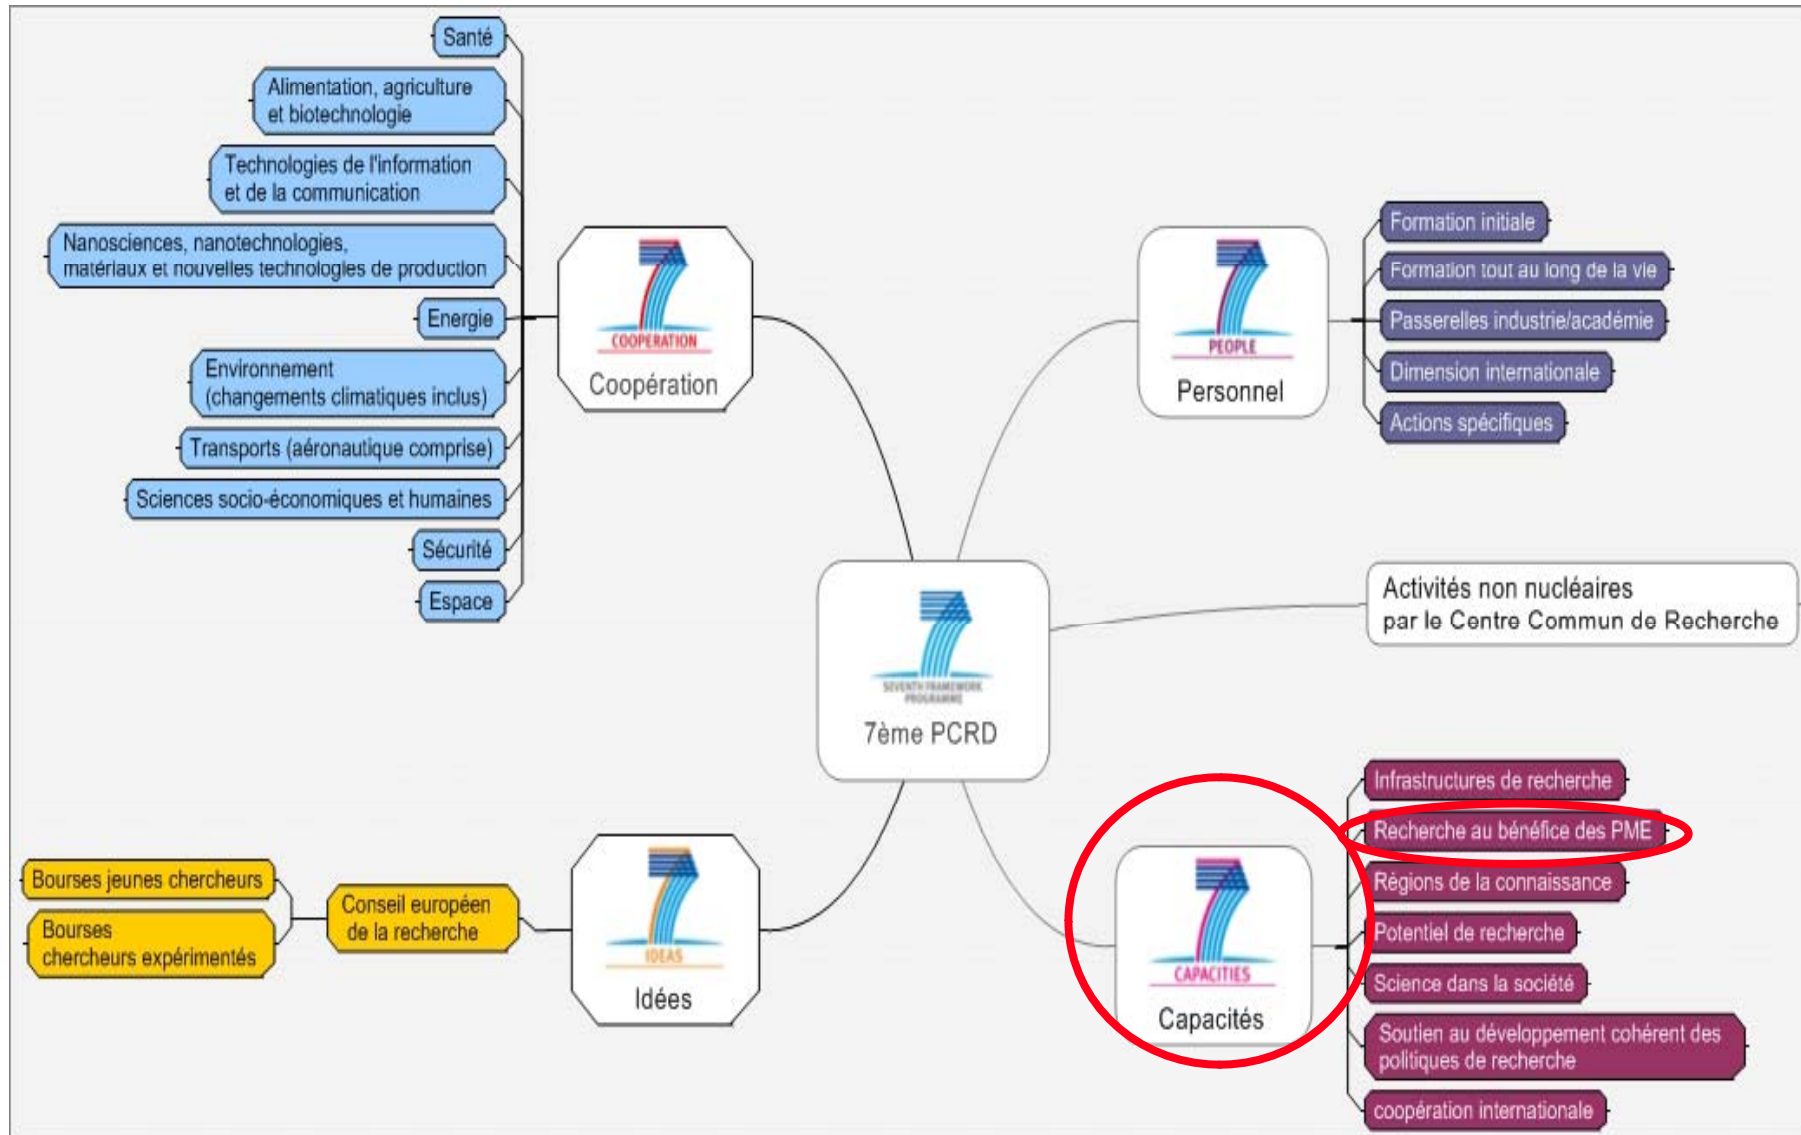 Santé
Alimentation, agriculture
et biotechnologie
Technologies de l'information
et de la communication
Nanosciences, nanotechnologies,
matériaux et nouvelles technologies de production
Energie
Environnement
(changements climatiques inclus)
Transports (aéronautique comprise)
Sciences socio-économiques et humaines
Sécurité
Espace
COOPERATION
Coopération
PEOPLE
Personnel
Formation initiale
Formation tout au long de la vie
Passerelles industrie/académie
Dimension internationale
Actions spécifiques
SEVENTH FRAMEWORK
PROGRAMME
7ème PCRD
Activités non nucléaires
par le Centre Commun de Recherche
Bourses jeunes chercheurs
Bourses
chercheurs expérimentés
Conseil européen
de la recherche
IDEAS
Idées
CAPACITIES
Capacités
Infrastructures de recherche
Recherche au bénéfice des PME
Régions de la connaissance
Potentiel de recherche
Science dans la société
Soutien au développement cohérent des
politiques de recherche
coopération internationale